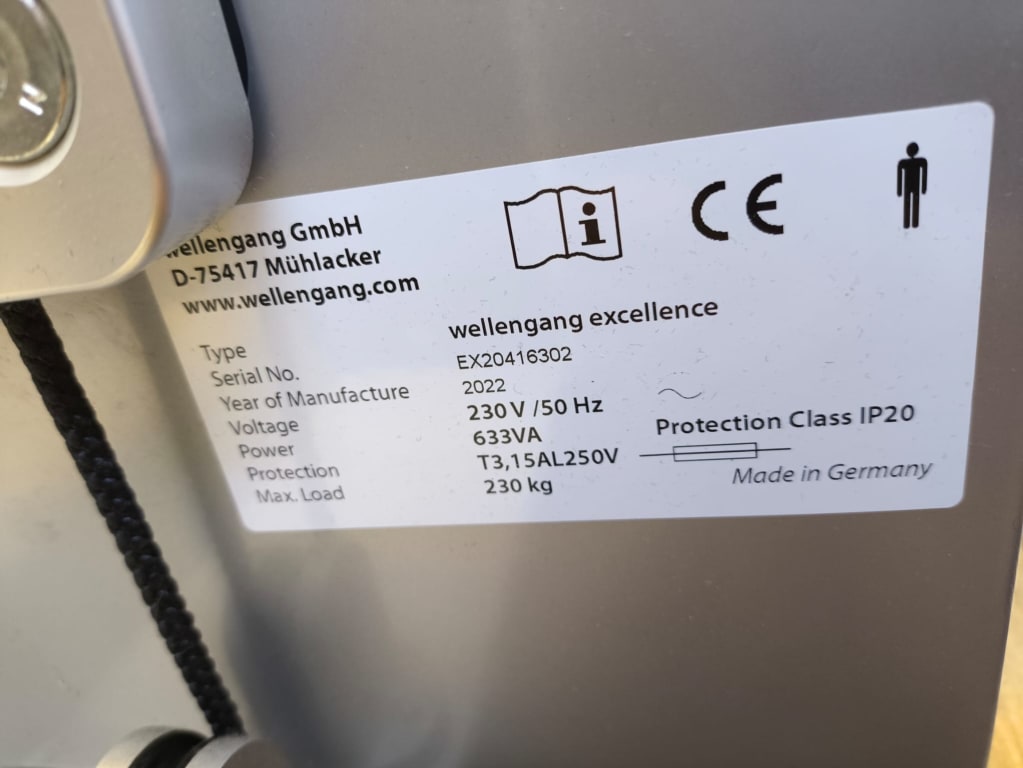 wellengang GmbH
D-75417 Mühlacker
www.wellengang.com
CE
Type wellengang excellence
Serial No. EX20416302
Year of Manufacture 2022
Voltage 230 V /50 Hz
Power 633VA
Protection T3,15AL250V
Max. Load 230 kg
Protection Class IP20
Made in Germany